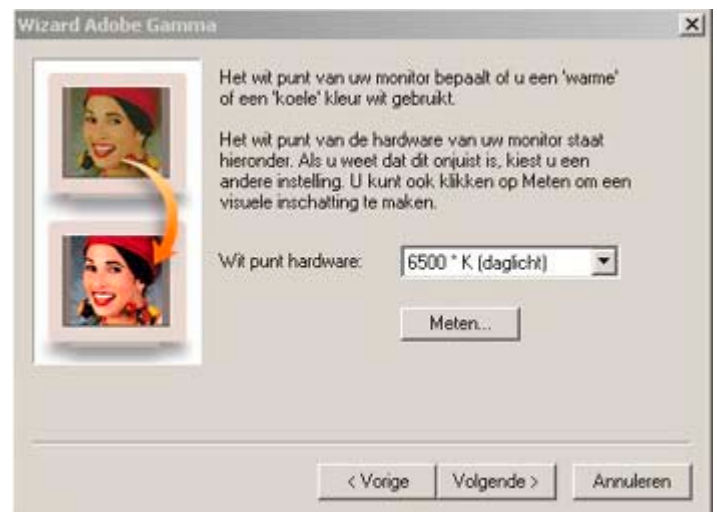 Wizard Adobe Gamma
Het wit punt van uw monitor bepaalt of u een 'warme'
of een 'koele' kleur wit gebruikt.
Het wit punt van de hardware van uw monitor staat
hieronder. Als u weet dat dit onjuist is, kiest u een
andere instelling. U kunt ook klikken op Meten om een
visuele inschatting te maken.
Wit punt hardware: 6500 ° K (daglicht)
Meten...
< Vorige Volgende > Annuleren